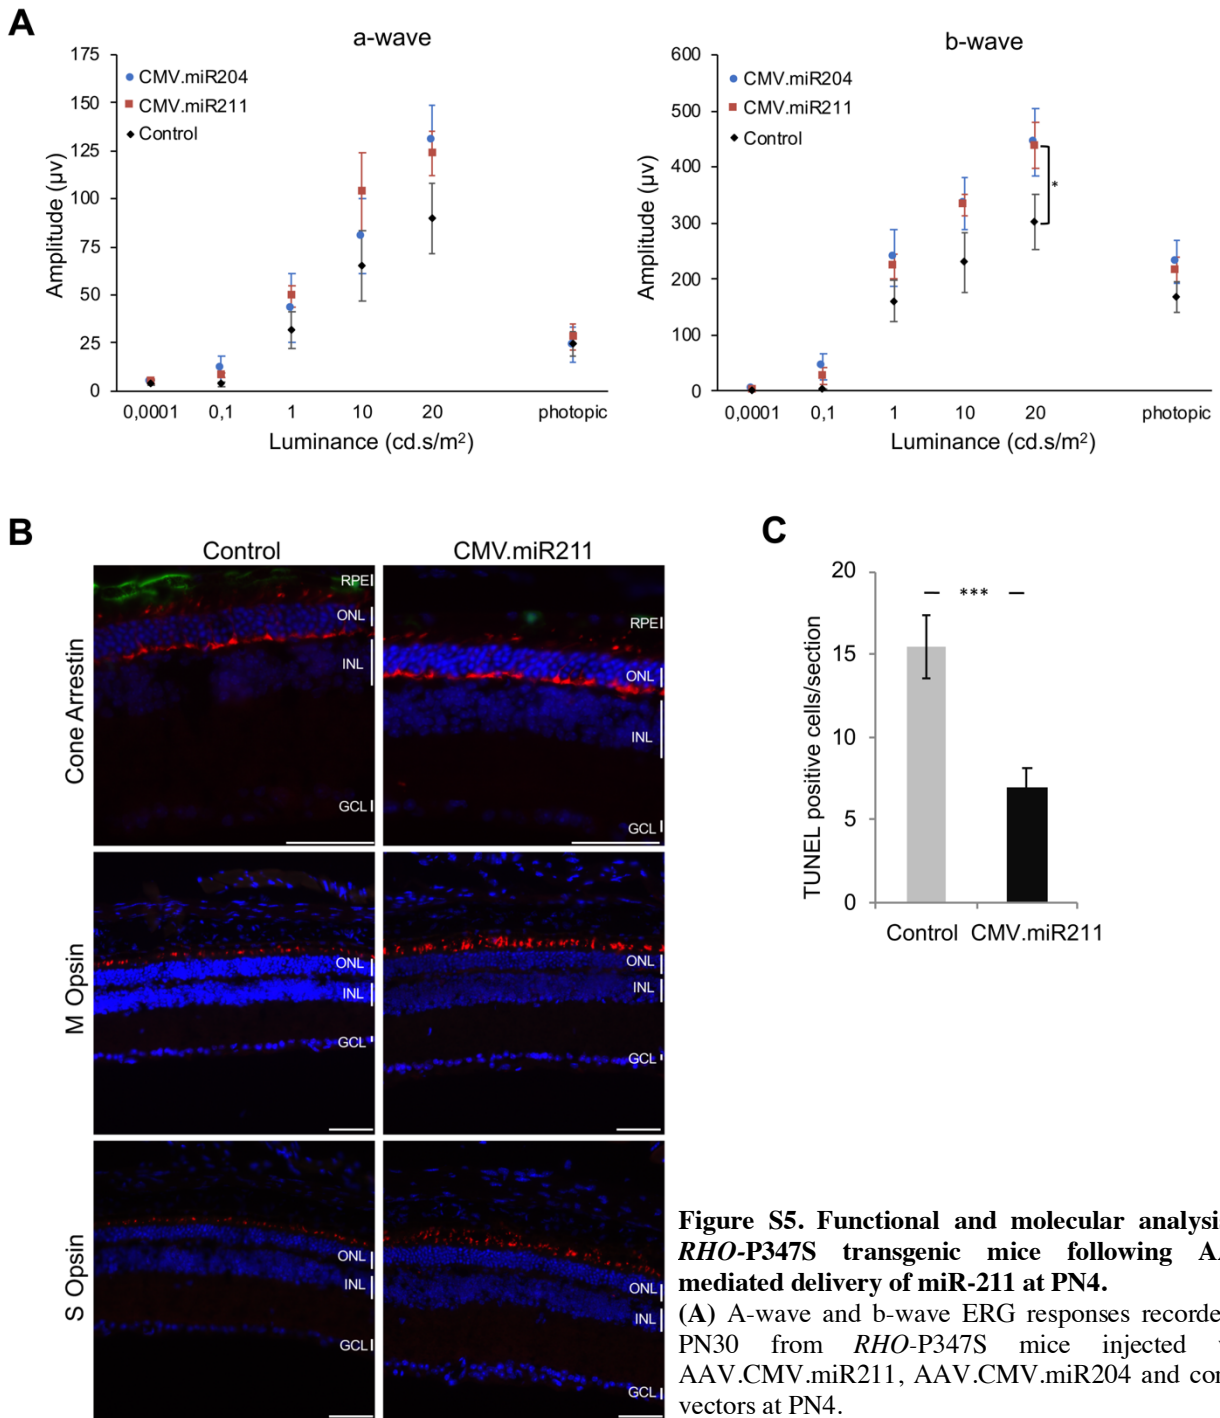 A
a-wave
175
150
125
100
75
50
25
0
Amplitude (μv)
CMV.miR204
CMV.miR211
Control
0,0001 0,1 1 10 20 photopic
Luminance (cd.s/m²)
b-wave
600
500
400
300
200
100
0
Amplitude (μv)
CMV.miR204
CMV.miR211
Control
*
0,0001 0,1 1 10 20 photopic
Luminance (cd.s/m²)
B
Control CMV.miR211
Cone Arrestin
RPE
ONL
INL
GCL
RPE
ONL
INL
GCL
M Opsin
ONL
INL
GCL
ONL
INL
GCL
S Opsin
ONL
INL
GCL
ONL
INL
GCL
C
20
15
10
5
0
TUNEL positive cells/section
***
Control CMV.miR211
Figure S5. Functional and molecular analysi
RHO-P347S transgenic mice following AA
mediated delivery of miR-211 at PN4.
(A) A-wave and b-wave ERG responses recorde
PN30 from RHO-P347S mice injected
AAV.CMV.miR211, AAV.CMV.miR204 and con
vectors at PN4.